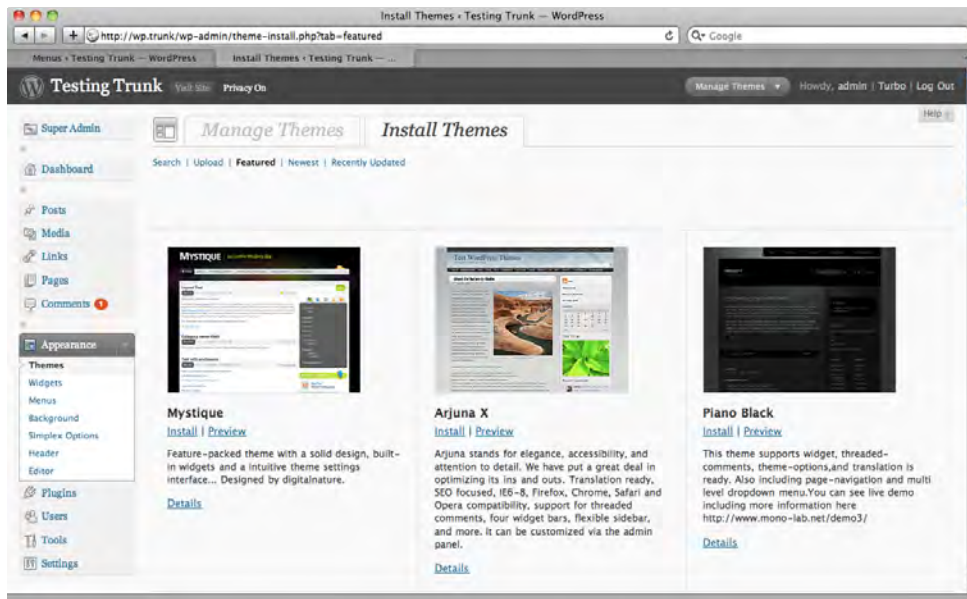 Install Themes ‹ Testing Trunk — WordPress
http://wp.trunk/wp-admin/theme-install.php?tab=featured
Google
Menus ‹ Testing Trunk — WordPress
Install Themes ‹ Testing Trunk — ...
Testing Trunk Visit Site Privacy On
Manage Themes
Howdy, admin | Turbo | Log Out
Help
Super Admin
Dashboard
Posts
Media
Links
Pages
Comments 1
Appearance
Themes
Widgets
Menus
Background
Simplex Options
Header
Editor
Plugins
Users
Tools
Settings
Manage Themes
Install Themes
Search | Upload | Featured | Newest | Recently Updated
MYSTIQUE
Mystique
Install | Preview
Feature-packed theme with a solid design, built-
in widgets and a intuitive theme settings
interface... Designed by digitalnature.
Details
Test WordPress Themes
Arjuna X
Install | Preview
Arjuna stands for elegance, accessibility, and
attention to detail. We have put a great deal in
optimizing its ins and outs. Translation ready,
SEO focused, IE6-8, Firefox, Chrome, Safari and
Opera compatibility, support for threaded
comments, four widget bars, flexible sidebar,
and more. It can be customized via the admin
panel.
Details
Piano Black
Install | Preview
This theme supports widget, threaded-
comments, theme-options,and translation is
ready. Also including page-navigation and multi
level dropdown menu.You can see live demo
including more information here
http://www.mono-lab.net/demo3/
Details